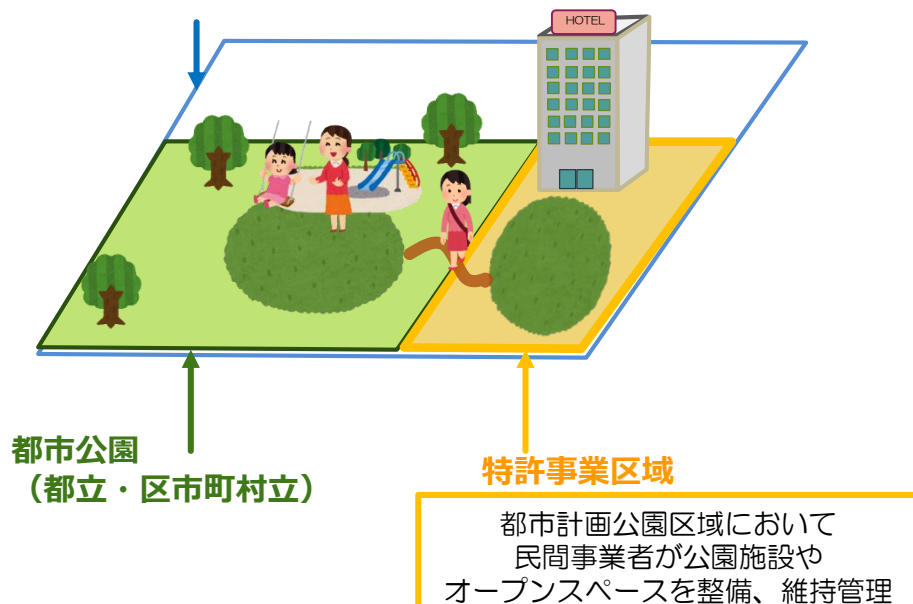 HOTEL
都市公園
（都立・区市町村立）
特許事業区域
都市計画公園区域において
民間事業者が公園施設や
オープンスペースを整備、維持管理